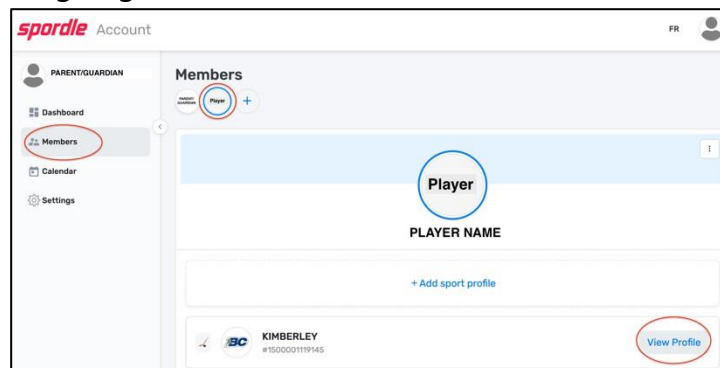 spordle Account
FR
PARENT/GUARDIAN
Dashboard
Members
Calendar
Settings
Members
PARENT/
GUARDIAN
Player
+
Player
PLAYER NAME
+ Add sport profile
BC
KIMBERLEY
#1500001119145
View Profile